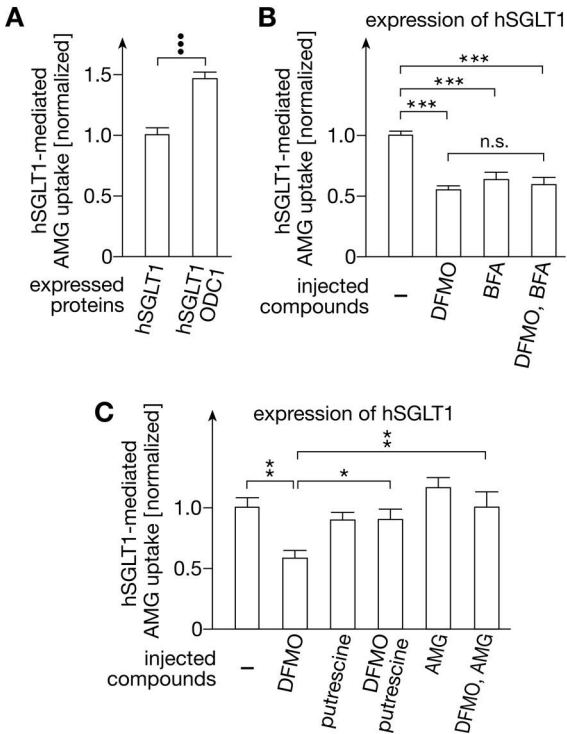 A
hSGLT1-mediated
AMG uptake [normalized]
1.5
1.0
0.5
0
•••
expressed
proteins
hSGLT1
hSGLT1
ODC1
B
expression of hSGLT1
hSGLT1-mediated
AMG uptake [normalized]
1.0
0.5
0
***
***
***
n.s.
injected
compounds
–
DFMO
BFA
DFMO, BFA
C
expression of hSGLT1
hSGLT1-mediated
AMG uptake [normalized]
1.0
0.5
0
**
*
**
injected
compounds
–
DFMO
putrescine
DFMO
putrescine
AMG
DFMO, AMG